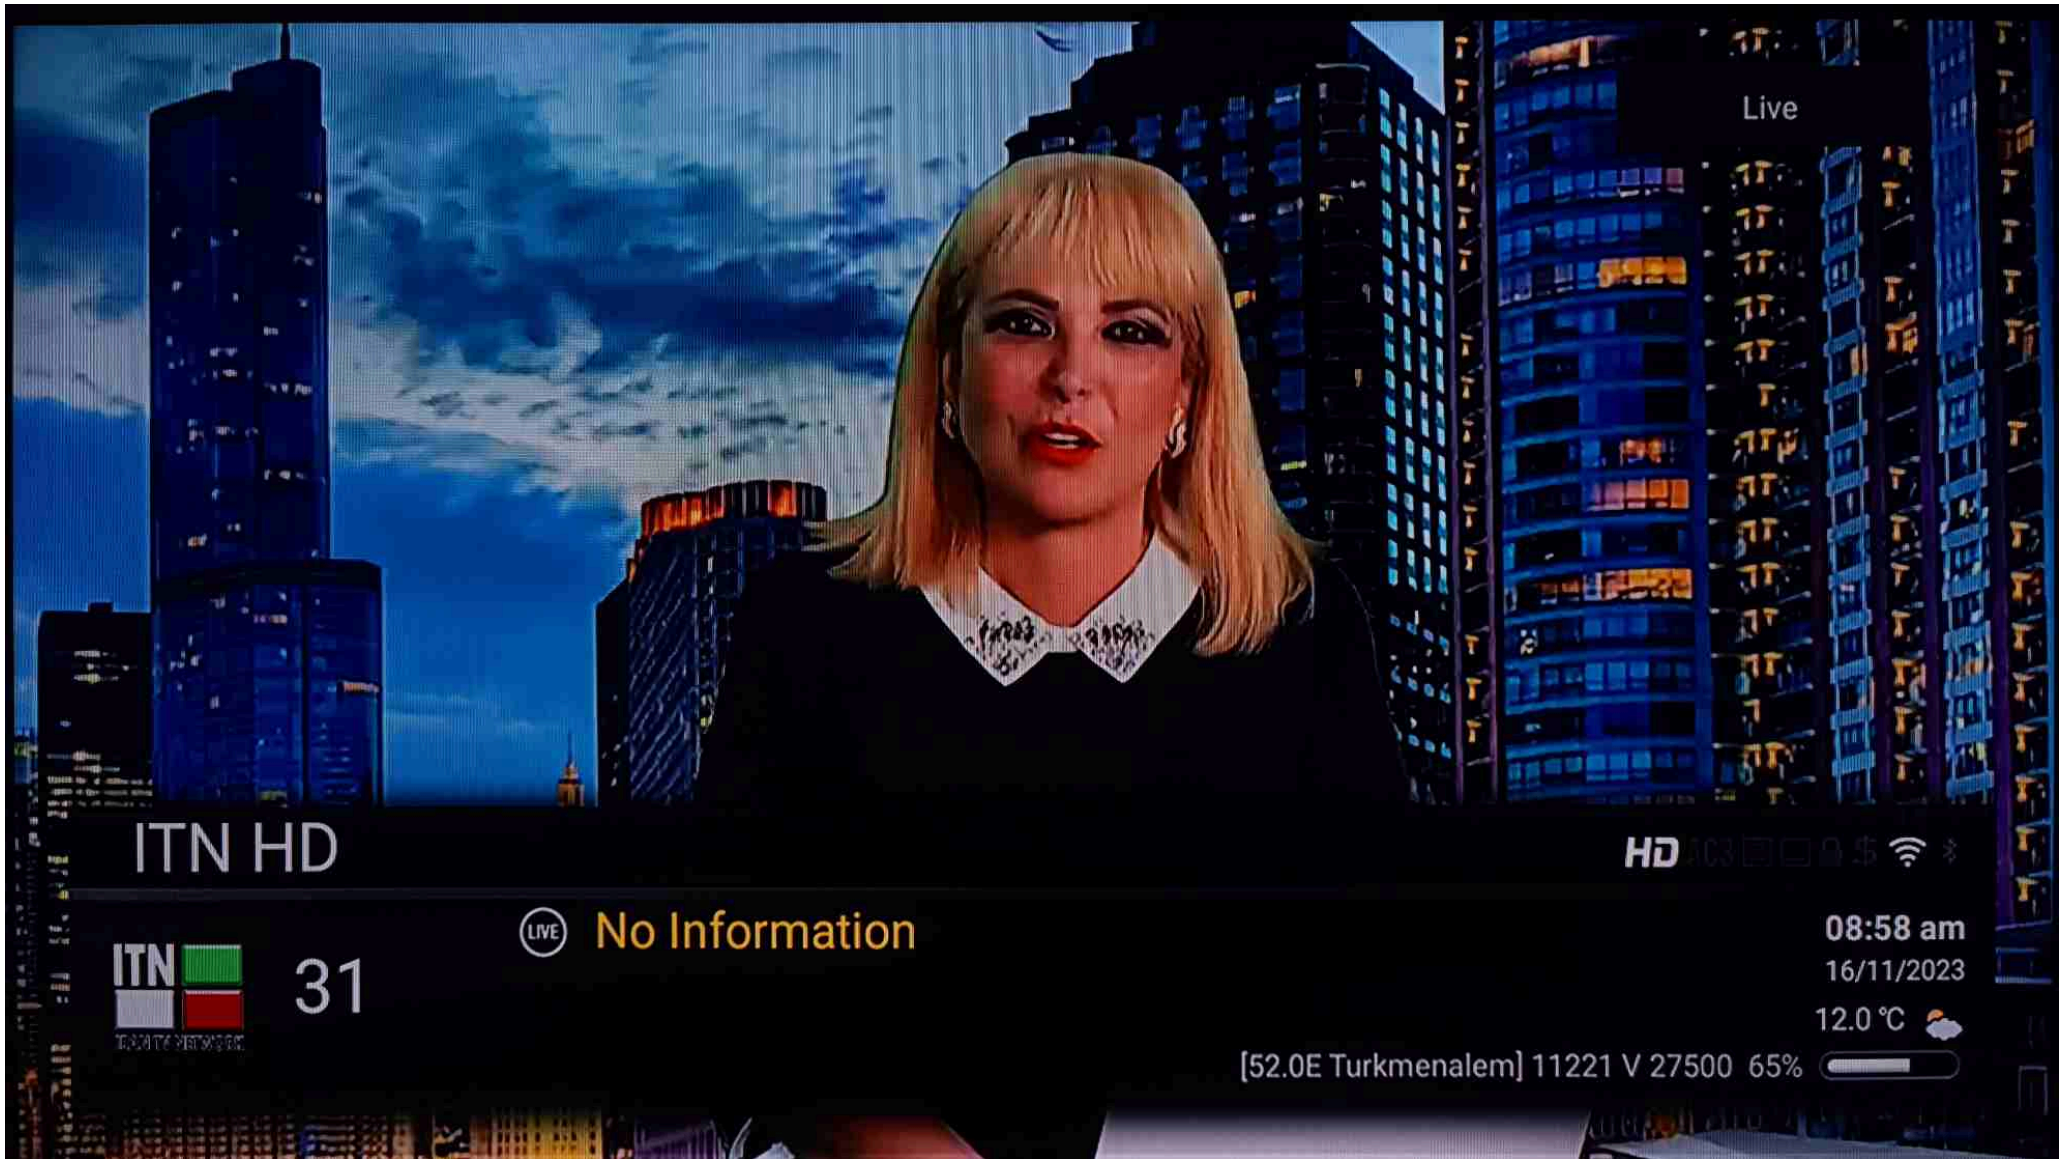 Live
ITN HD
HD
LIVE No Information
08:58 am
ITN
31
16/11/2023
12.0 °C
[52.0E Turkmenalem] 11221 V 27500 65%